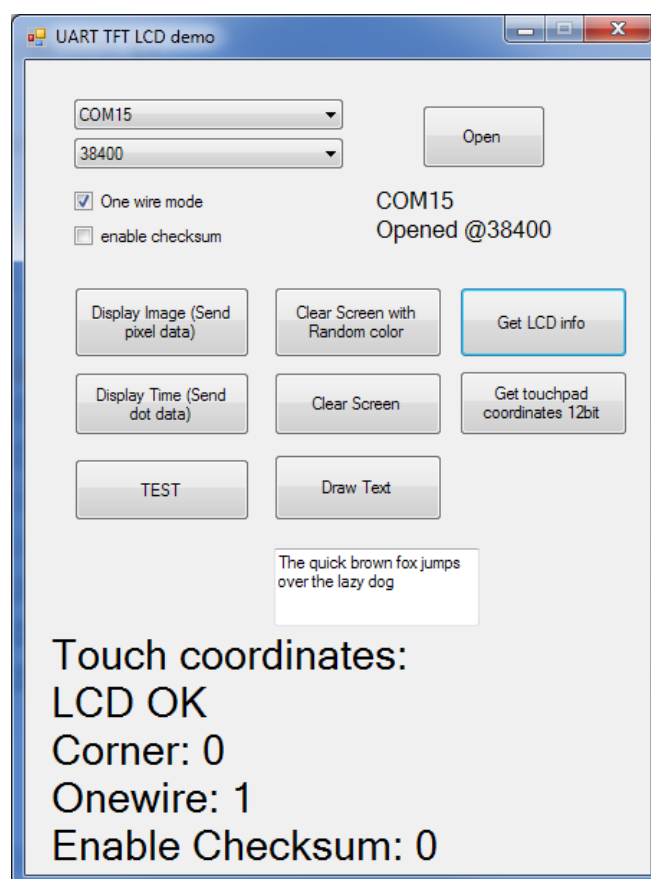 UART TFT LCD demo
COM15
38400
Open
One wire mode
enable checksum
COM15
Opened @38400
Display Image (Send
pixel data)
Clear Screen with
Random color
Get LCD info
Display Time (Send
dot data)
Clear Screen
Get touchpad
coordinates 12bit
TEST
Draw Text
The quick brown fox jumps
over the lazy dog
Touch coordinates:
LCD OK
Corner: 0
Onewire: 1
Enable Checksum: 0